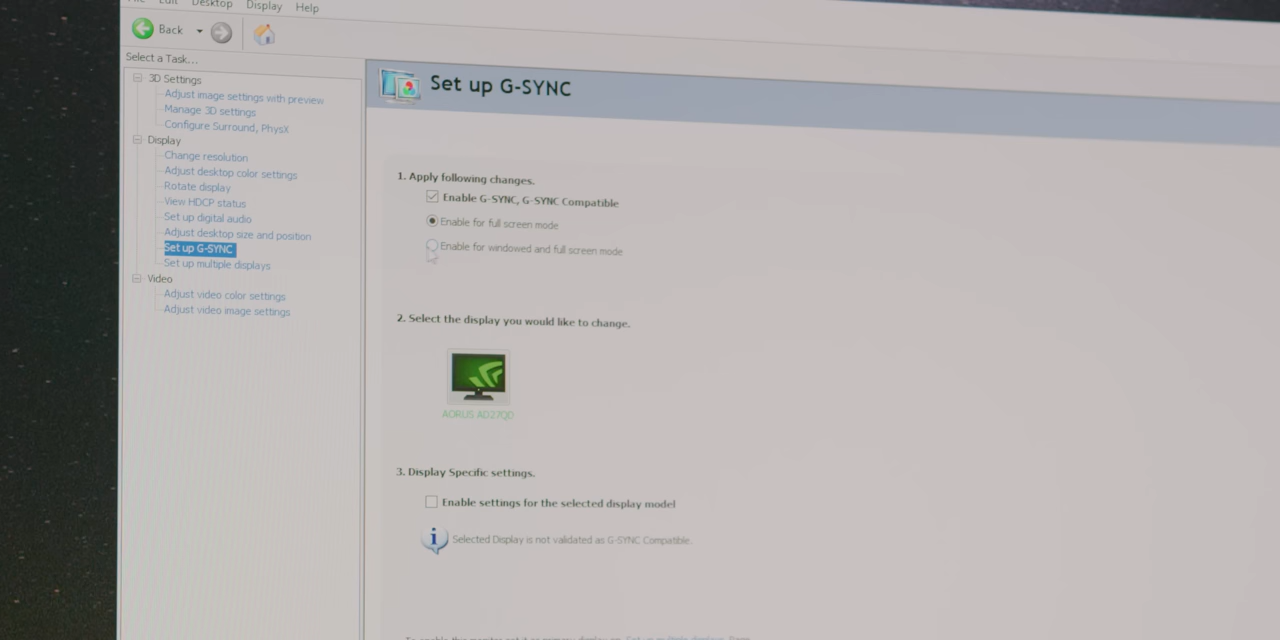 Edit Desktop Display Help
Back
Select a Task...
3D Settings
Adjust image settings with preview
Manage 3D settings
Configure Surround, PhysX
Display
Change resolution
Adjust desktop color settings
Rotate display
View HDCP status
Set up digital audio
Adjust desktop size and position
Set up G-SYNC
Set up multiple displays
Video
Adjust video color settings
Adjust video image settings
Set up G-SYNC
1. Apply following changes.
Enable G-SYNC, G-SYNC Compatible
Enable for full screen mode
Enable for windowed and full screen mode
2. Select the display you would like to change.
AORUS AD27QD
3. Display Specific settings.
Enable settings for the selected display model
i
Selected Display is not validated as G-SYNC Compatible.